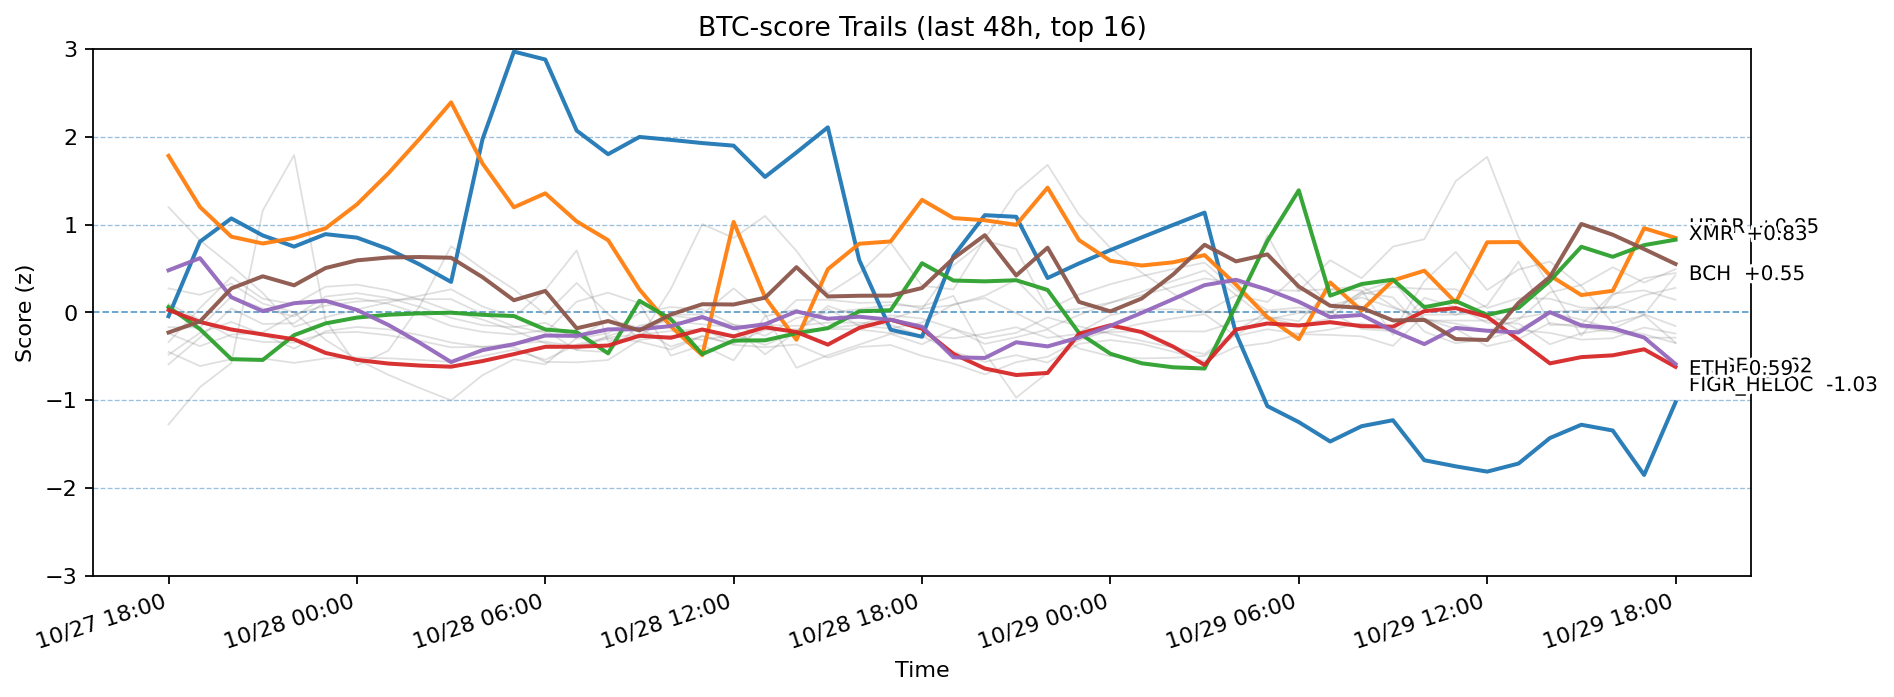 BTC-score Trails (last 48h, top 16)
3
2
1
0
−1
−2
−3
Score (z)
XMR +0.83
BCH +0.55
ETH -0.59
FIGR_HELOC -1.03
10/27 18:00
10/28 00:00
10/28 06:00
10/28 12:00
10/28 18:00
10/29 00:00
10/29 06:00
10/29 12:00
10/29 18:00
Time